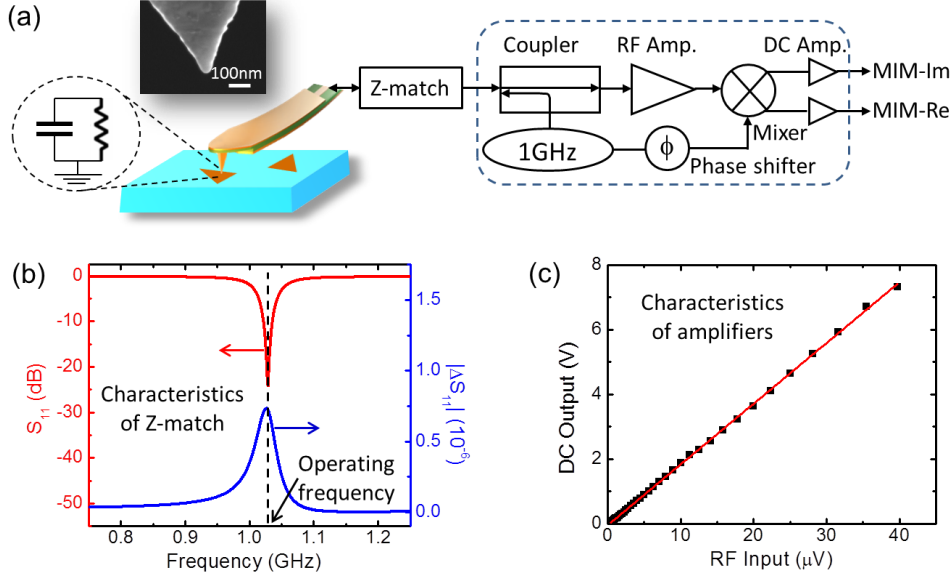 (a)
100nm
Z-match
Coupler
RF Amp.
DC Amp.
MIM-Im
MIM-Re
Mixer
1GHz
ϕ
Phase shifter
(b)
0
-10
-20
-30
-40
-50
S11 (dB)
Characteristics
of Z-match
Operating
frequency
1.5
1.0
0.5
0.0
|ΔS11| (10-6)
0.8 0.9 1.0 1.1 1.2
Frequency (GHz)
(c)
8
6
4
2
0
DC Output (V)
Characteristics
of amplifiers
0 10 20 30 40 50
RF Input (μV)